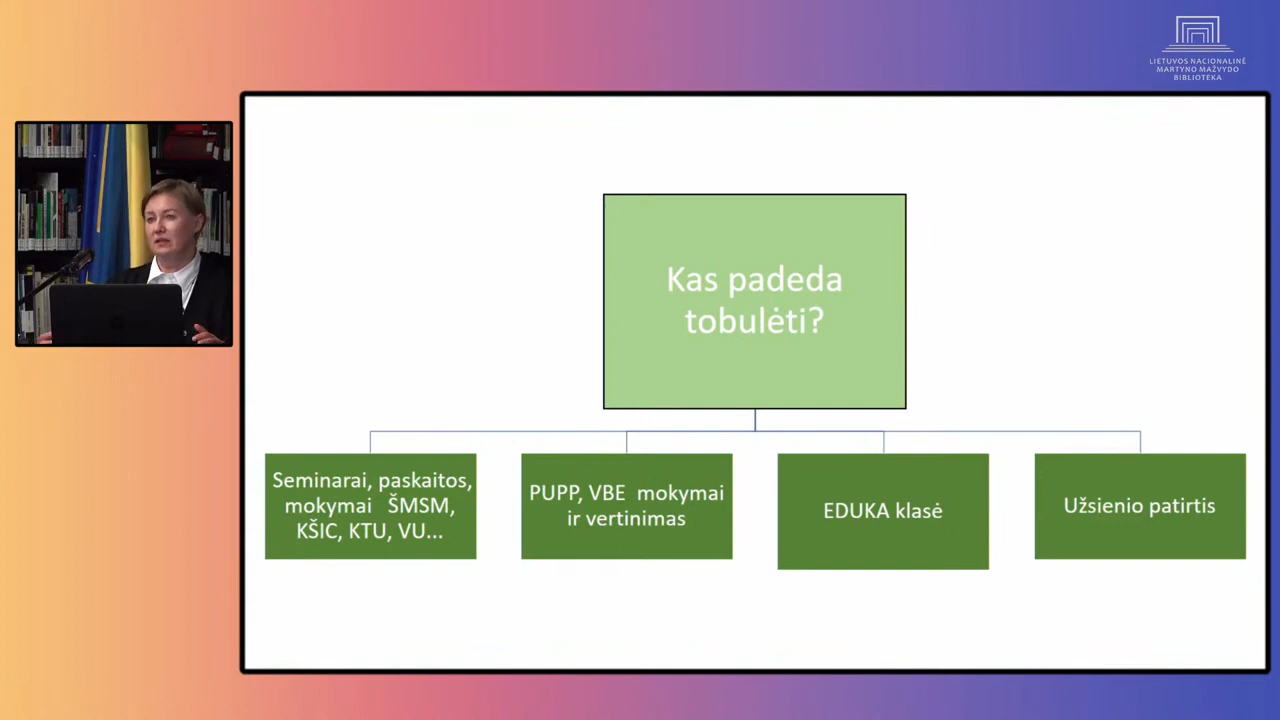 LIETUVOS NACIONALINĖ
MARTYNO MAŽVYDO
BIBLIOTEKA
Kas padeda
tobulėti?
Seminarai, paskaitos,
mokymai ŠMSM,
KŠIC, KTU, VU...
PUPP, VBE mokymai
ir vertinimas
EDUKA klasė
Užsienio patirtis